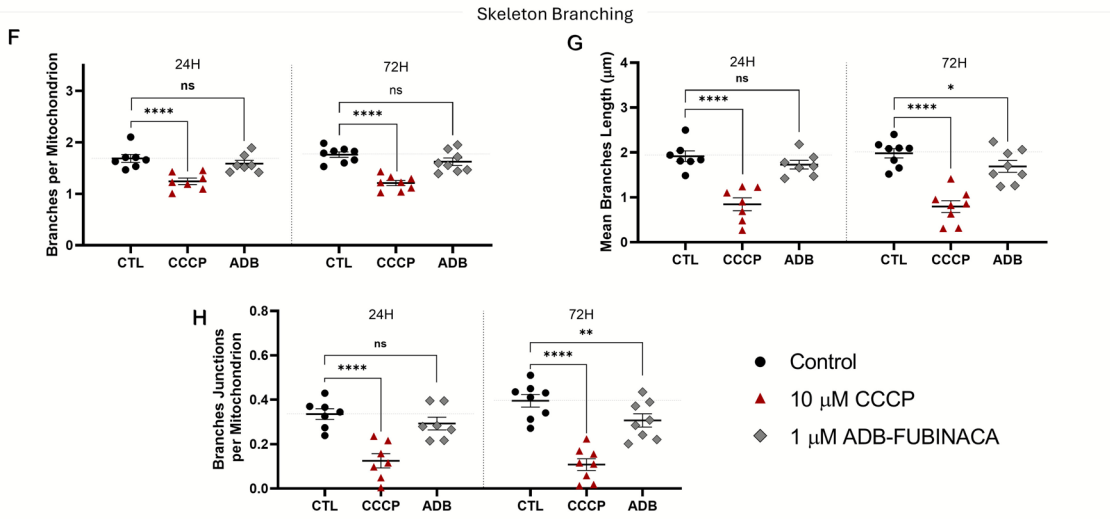 Skeleton Branching
F
Branches per Mitochondrion
24H
72H
ns
ns
****
****
3
2
1
0
CTL CCCP ADB CTL CCCP ADB
G
Mean Branch Length (µm)
24H
72H
ns
*
****
****
4
3
2
1
0
CTL CCCP ADB CTL CCCP ADB
H
Branches Junctions
per Mitochondrion
24H
72H
ns
**
****
****
0.8
0.6
0.4
0.2
0.0
CTL CCCP ADB CTL CCCP ADB
Control
10 µM CCCP
1 µM ADB-FUBINACA